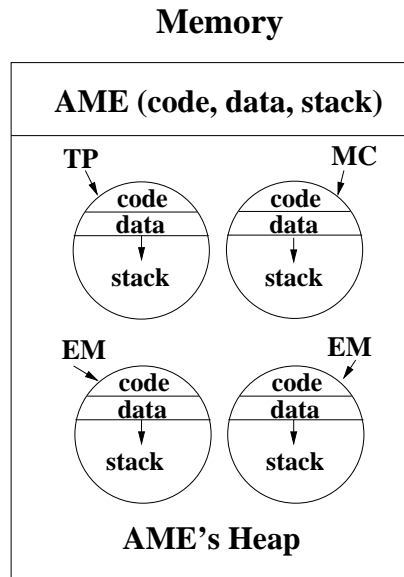 Memory
AME (code, data, stack)
TP
MC
code
code
data
data
stack
stack
EM
EM
code
code
data
data
stack
stack
AME's Heap